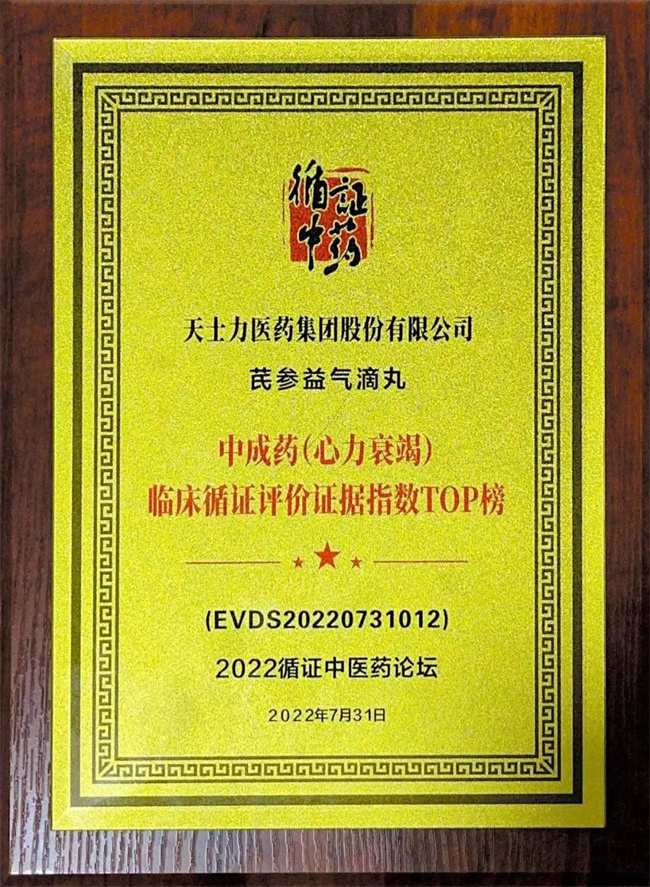 循证
中药
天士力医药集团股份有限公司
芪参益气滴丸
中成药(心力衰竭)
临床循证评价证据指数TOP榜
(EVDS20220731012)
2022循证中医药论坛
2022年7月31日